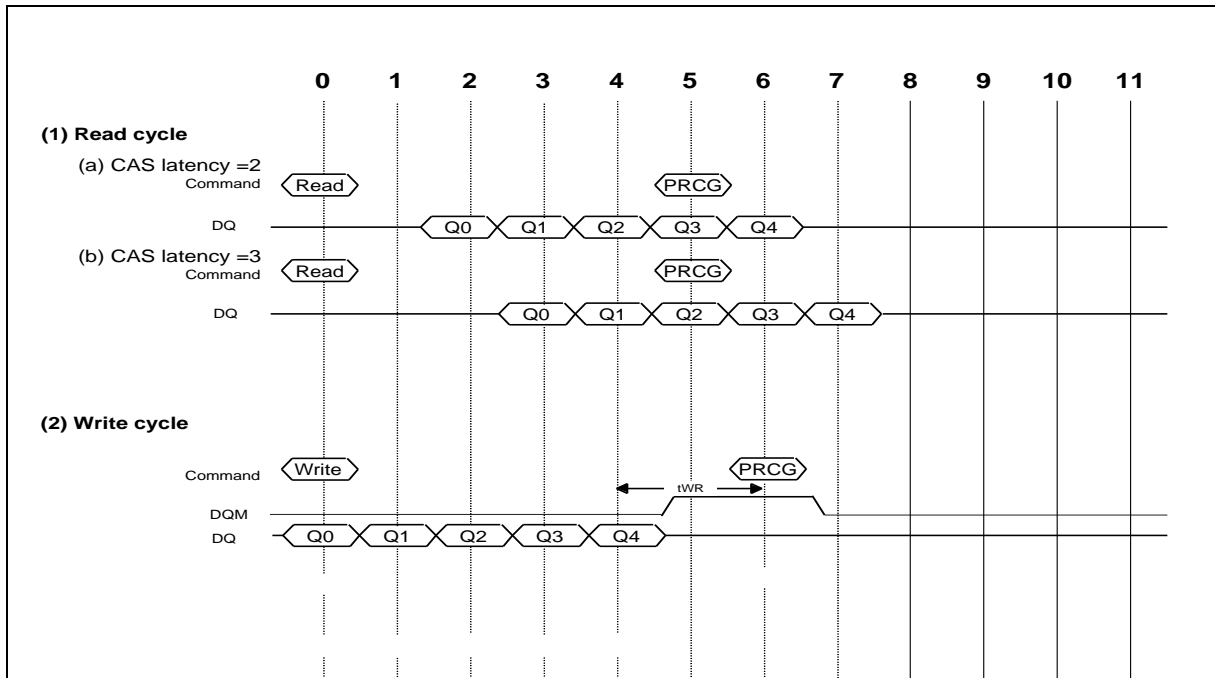 0 1 2 3 4 5 6 7 8 9 10 11
(1) Read cycle
(a) CAS latency =2
Command Read PRCG
DQ Q0 Q1 Q2 Q3 Q4
(b) CAS latency =3
Command Read PRCG
DQ Q0 Q1 Q2 Q3 Q4
(2) Write cycle
Command Write PRCG
tWR
DQM
DQ Q0 Q1 Q2 Q3 Q4